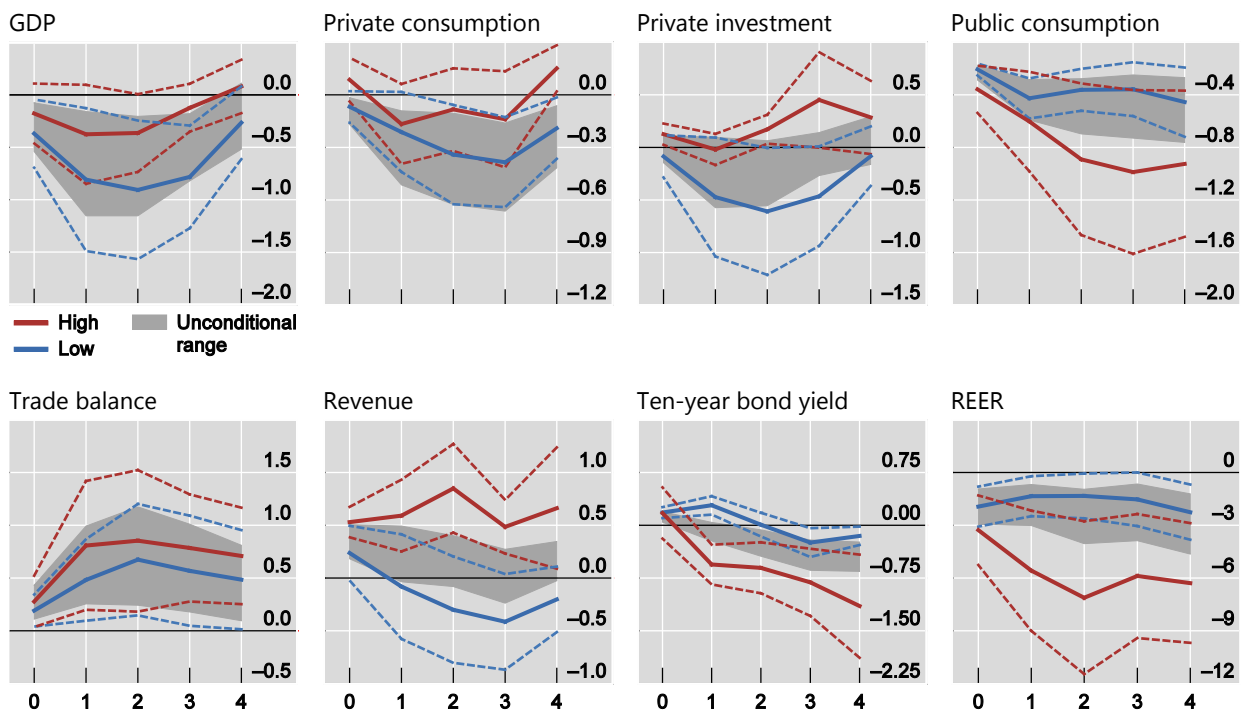 GDP
0.0
–0.5
–1.0
–1.5
–2.0
Private consumption
0.0
–0.3
–0.6
–0.9
–1.2
Private investment
0.5
0.0
–0.5
–1.0
–1.5
Public consumption
–0.4
–0.8
–1.2
–1.6
–2.0
High
Low
Unconditional
range
Trade balance
1.5
1.0
0.5
0.0
–0.5
0 1 2 3 4
Revenue
1.0
0.5
0.0
–0.5
–1.0
0 1 2 3 4
Ten-year bond yield
0.75
0.00
–0.75
–1.50
–2.25
0 1 2 3 4
REER
0
–3
–6
–9
–12
0 1 2 3 4